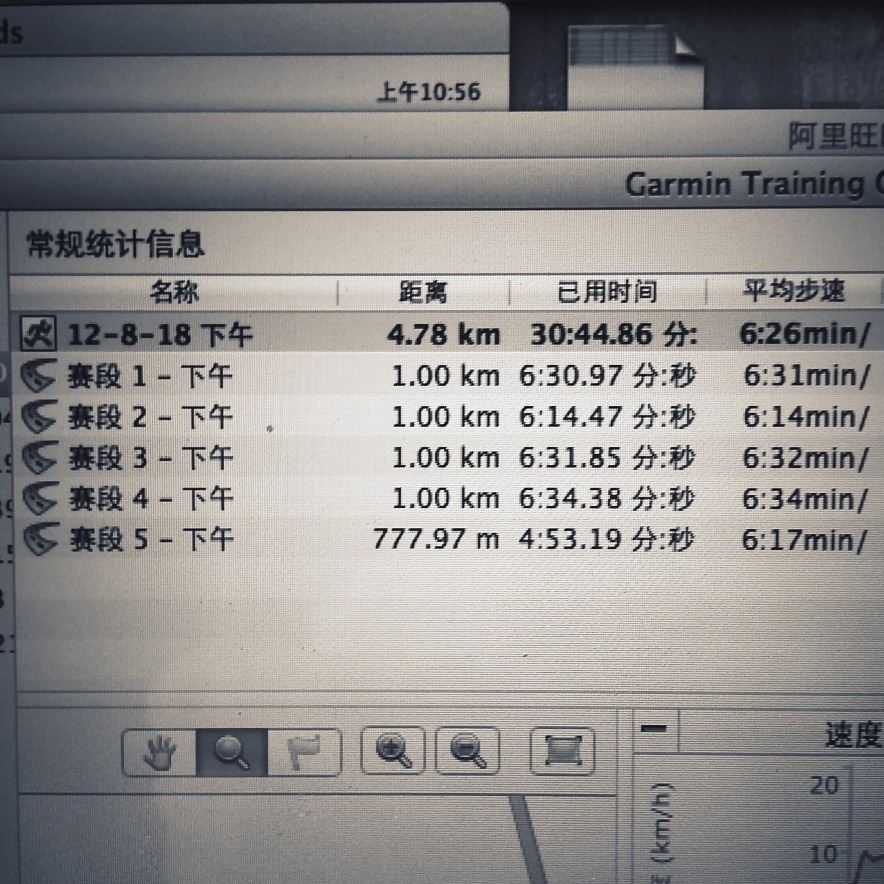 ds
上午10:56
阿里旺
Garmin Training C
常规统计信息
名称 距离 已用时间 平均步速
12-8-18 下午 4.78 km 30:44.86 分: 6:26min/
赛段 1 - 下午 1.00 km 6:30.97 分:秒 6:31min/
赛段 2 - 下午 1.00 km 6:14.47 分:秒 6:14min/
赛段 3 - 下午 1.00 km 6:31.85 分:秒 6:32min/
赛段 4 - 下午 1.00 km 6:34.38 分:秒 6:34min/
赛段 5 - 下午 777.97 m 4:53.19 分:秒 6:17min/
速度
20
10
(km/h)